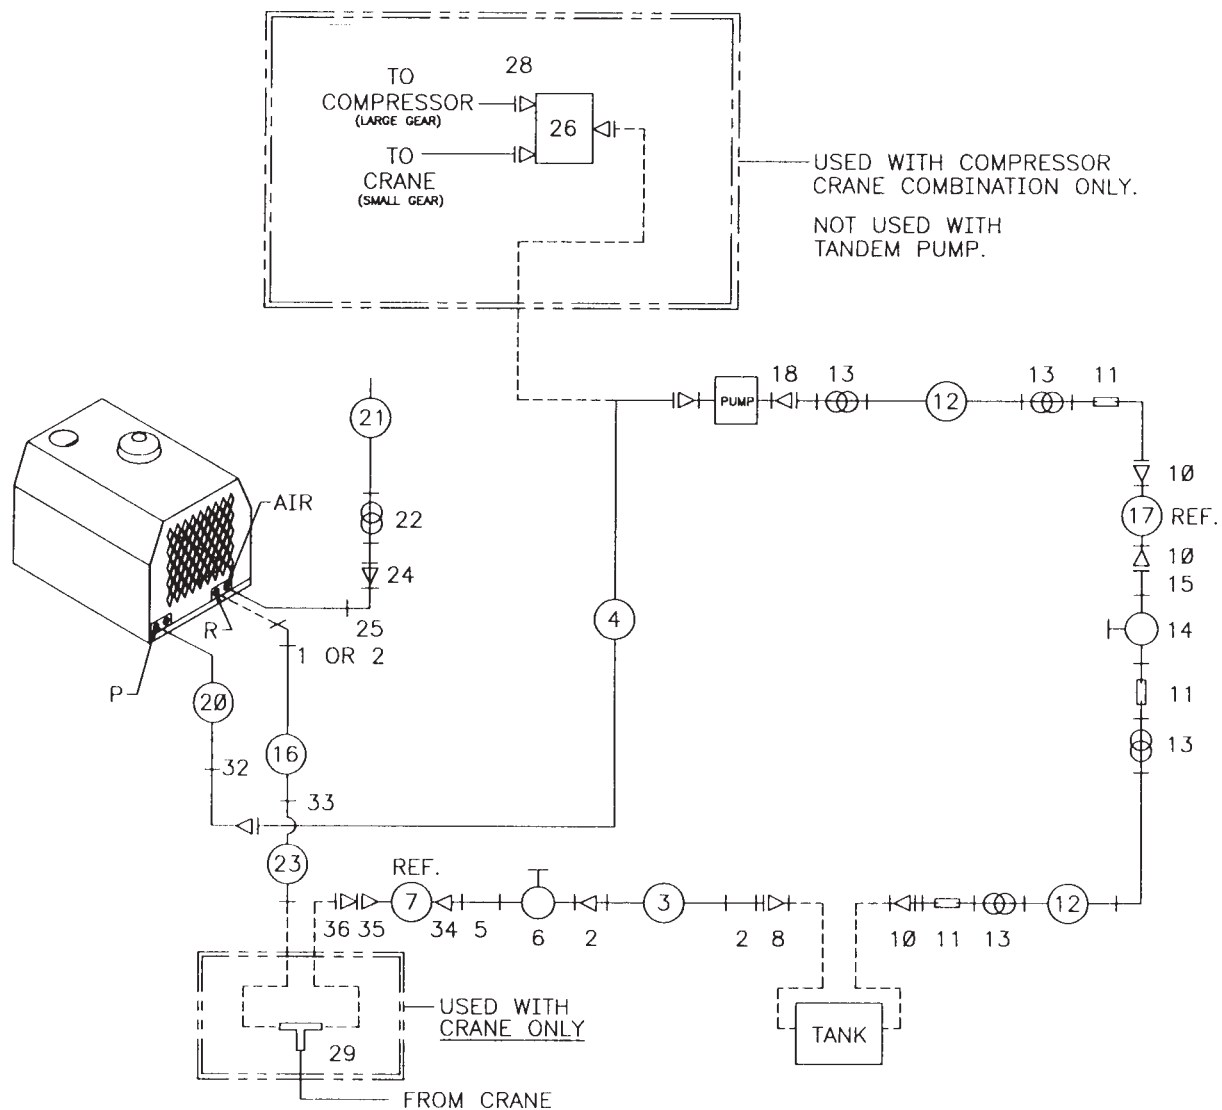 28
TO
COMPRESSOR
(LARGE GEAR)
26
TO
CRANE
(SMALL GEAR)
USED WITH COMPRESSOR
CRANE COMBINATION ONLY.
NOT USED WITH
TANDEM PUMP.
18
13
13
11
PUMP
12
21
10
AIR
22
17
REF.
10
24
15
4
25
14
R
1 OR 2
P
20
11
16
13
32
33
23
REF.
7
3
12
36
35
34
5
6
2
2
8
10
11
13
USED WITH
CRANE ONLY
29
TANK
FROM CRANE